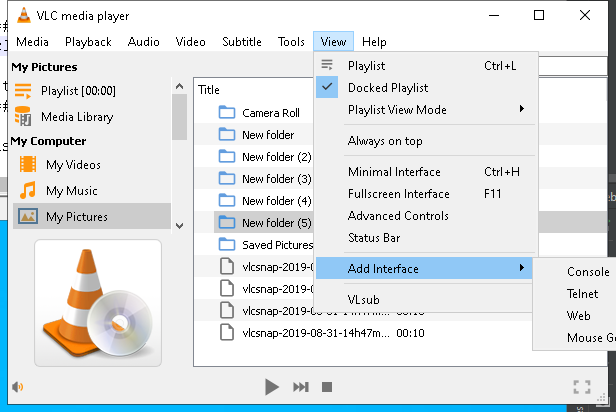 VLC media player
Media Playback Audio Video Subtitle Tools View Help
My Pictures
Playlist [00:00]
Media Library
My Computer
My Videos
My Music
My Pictures
Title
Camera Roll
New folder
New folder (2)
New folder (3)
New folder (4)
New folder (5)
Saved Pictures
vlcsnap-2019-0
vlcsnap-2019-0
vlcsnap-2019-08-31-14h47m...
vlcsnap-2019-08-31-14h47m... 00:10
Playlist Ctrl+L
Docked Playlist
Playlist View Mode
Always on top
Minimal Interface Ctrl+H
Fullscreen Interface F11
Advanced Controls
Status Bar
Add Interface
VLsub
Console
Telnet
Web
Mouse Ge